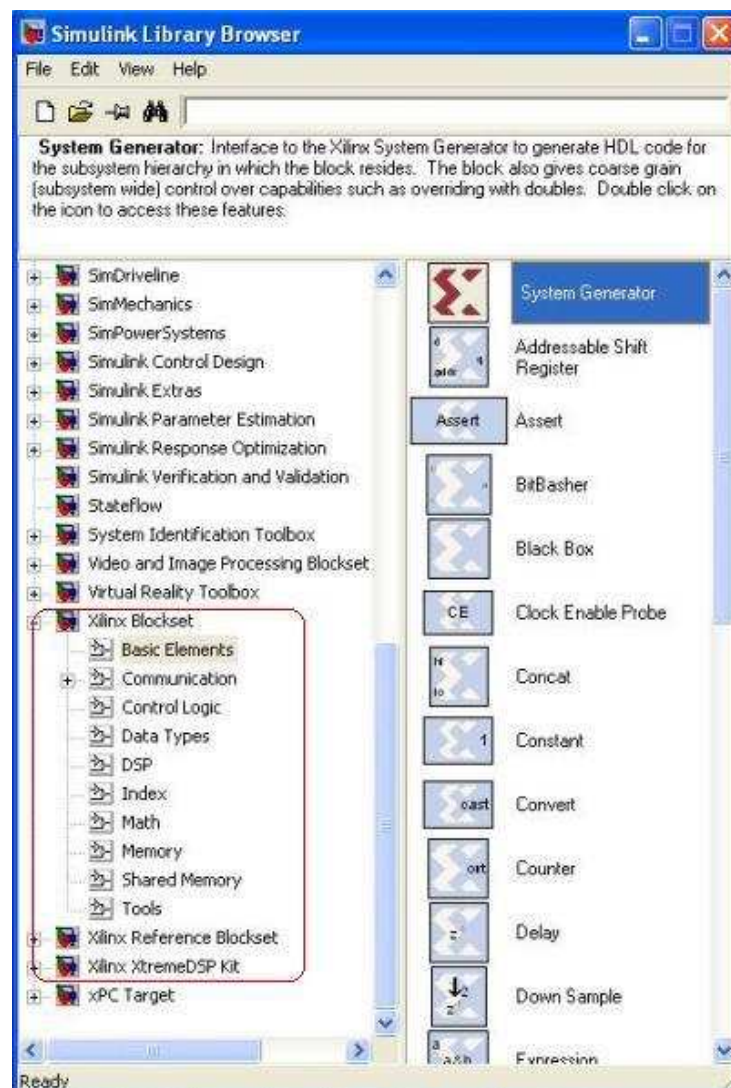 Simulink Library Browser
File Edit View Help
System Generator: Interface to the Xilinx System Generator to generate HDL code for
the subsystem hierarchy in which the block resides. The block also gives coarse grain
(subsystem wide) control over capabilities such as overriding with doubles. Double click on
the icon to access these features.
SimDriveline
SimMechanics
SimPowerSystems
Simulink Control Design
Simulink Extras
Simulink Parameter Estimation
Simulink Response Optimization
Simulink Verification and Validation
Stateflow
System Identification Toolbox
Video and Image Processing Blockset
Virtual Reality Toolbox
Xilinx Blockset
Basic Elements
Communication
Control Logic
Data Types
DSP
Index
Math
Memory
Shared Memory
Tools
Xilinx Reference Blockset
Xilinx XtremeDSP Kit
xPC Target
System Generator
d
addr q
Addressable Shift
Register
Assert Assert
BitBasher
Black Box
CE Clock Enable Probe
hi
lo
Concat
1 Constant
cast Convert
out Counter
Delay
Down Sample
a
a&b Expression
Ready